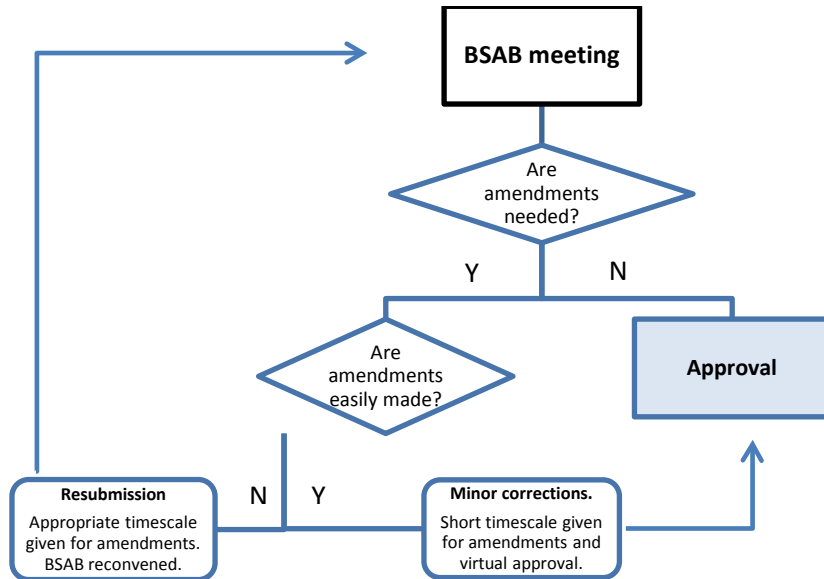 BSAB meeting
Are
amendments
needed?
Y
N
Are
amendments
easily made?
Approval
N
Y
Resubmission
Appropriate timescale
given for amendments.
BSAB reconvened.
Minor corrections.
Short timescale given
for amendments and
virtual approval.